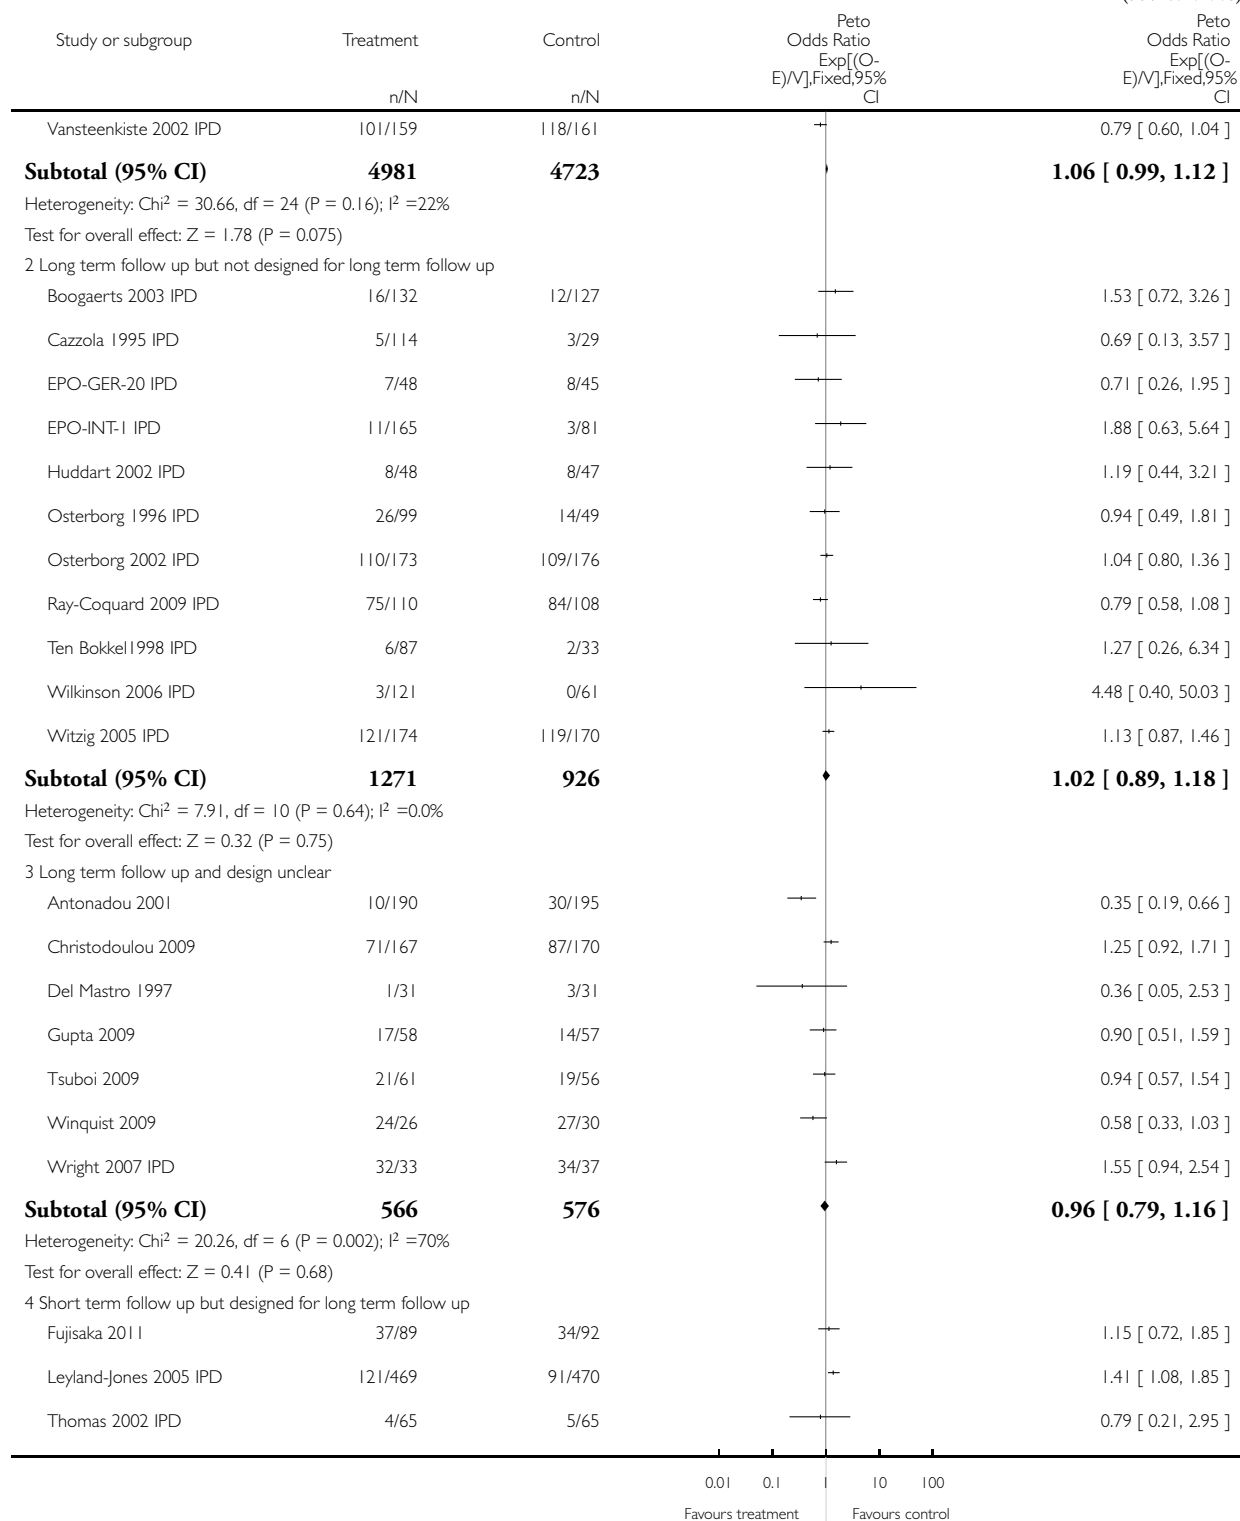 Study or subgroup Treatment Control Peto Odds Ratio Peto Odds Ratio
n/N n/N Exp[(O-E)/V],Fixed,95% CI Exp[(O-E)/V],Fixed,95% CI
Vansteenkiste 2002 IPD 101/159 118/161 0.79 [ 0.60, 1.04 ]
Subtotal (95% CI) 4981 4723 1.06 [ 0.99, 1.12 ]
Heterogeneity: Chi² = 30.66, df = 24 (P = 0.16); I² =22%
Test for overall effect: Z = 1.78 (P = 0.075)
2 Long term follow up but not designed for long term follow up
Boogaerts 2003 IPD 16/132 12/127 1.53 [ 0.72, 3.26 ]
Cazzola 1995 IPD 5/114 3/29 0.69 [ 0.13, 3.57 ]
EPO-GER-20 IPD 7/48 8/45 0.71 [ 0.26, 1.95 ]
EPO-INT-1 IPD 11/165 3/81 1.88 [ 0.63, 5.64 ]
Huddart 2002 IPD 8/48 8/47 1.19 [ 0.44, 3.21 ]
Osterborg 1996 IPD 26/99 14/49 0.94 [ 0.49, 1.81 ]
Osterborg 2002 IPD 110/173 109/176 1.04 [ 0.80, 1.36 ]
Ray-Coquard 2009 IPD 75/110 84/108 0.79 [ 0.58, 1.08 ]
Ten Bokkel1998 IPD 6/87 2/33 1.27 [ 0.26, 6.34 ]
Wilkinson 2006 IPD 3/121 0/61 4.48 [ 0.40, 50.03 ]
Witzig 2005 IPD 121/174 119/170 1.13 [ 0.87, 1.46 ]
Subtotal (95% CI) 1271 926 1.02 [ 0.89, 1.18 ]
Heterogeneity: Chi² = 7.91, df = 10 (P = 0.64); I² =0.0%
Test for overall effect: Z = 0.32 (P = 0.75)
3 Long term follow up and design unclear
Antonadou 2001 10/190 30/195 0.35 [ 0.19, 0.66 ]
Christodoulou 2009 71/167 87/170 1.25 [ 0.92, 1.71 ]
Del Mastro 1997 1/31 3/31 0.36 [ 0.05, 2.53 ]
Gupta 2009 17/58 14/57 0.90 [ 0.51, 1.59 ]
Tsuboi 2009 21/61 19/56 0.94 [ 0.57, 1.54 ]
Winquist 2009 24/26 27/30 0.58 [ 0.33, 1.03 ]
Wright 2007 IPD 32/33 34/37 1.55 [ 0.94, 2.54 ]
Subtotal (95% CI) 566 576 0.96 [ 0.79, 1.16 ]
Heterogeneity: Chi² = 20.26, df = 6 (P = 0.002); I² =70%
Test for overall effect: Z = 0.41 (P = 0.68)
4 Short term follow up but designed for long term follow up
Fujisaka 2011 37/89 34/92 1.15 [ 0.72, 1.85 ]
Leyland-Jones 2005 IPD 121/469 91/470 1.41 [ 1.08, 1.85 ]
Thomas 2002 IPD 4/65 5/65 0.79 [ 0.21, 2.95 ]
0.01 0.1 1 10 100
Favours treatment Favours control